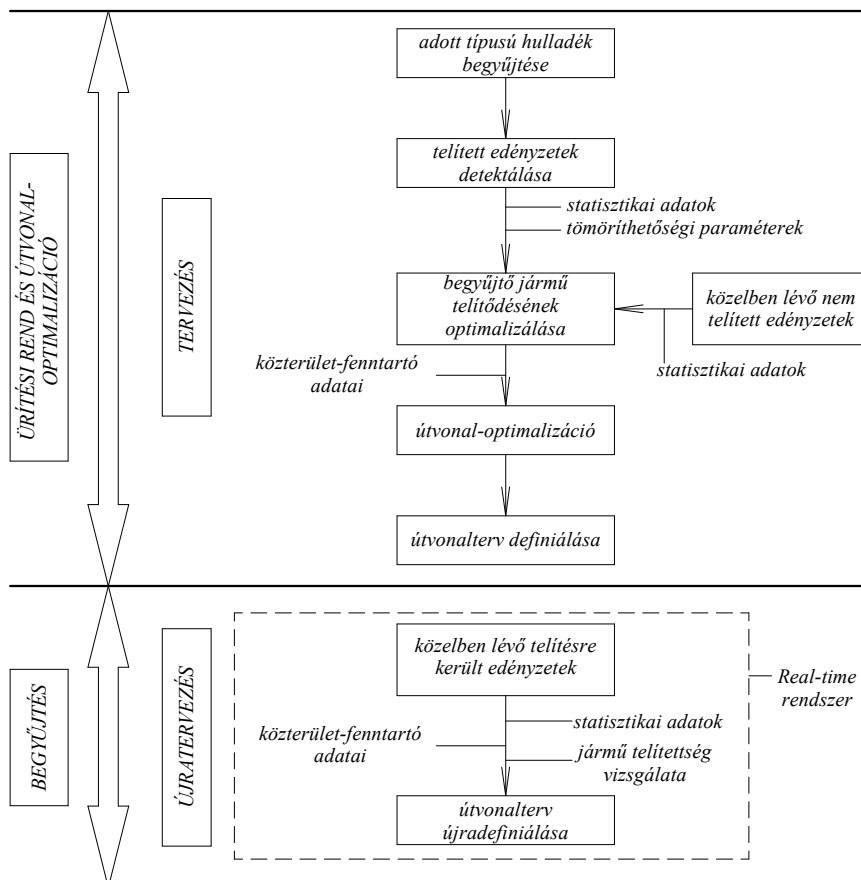 adott típusú hulladék
begyűjtése
telített edényzetek
detektálása
statisztikai adatok
tömöríthetőségi paraméterek
begyűjtő jármű
telítődésének
optimalizálása
közelben lévő nem
telített edényzetek
statisztikai adatok
közterület-fenntartó
adatai
útvonal-optimalizáció
útvonalterv definiálása
ÜRÍTÉSI REND ÉS ÚTVONAL-
OPTIMALIZÁCIÓ
TERVEZÉS
közelben lévő telítésre
került edényzetek
Real-time
rendszer
statisztikai adatok
közterület-fenntartó
adatai
jármű telítettség
vizsgálata
útvonalterv
újradefiniálása
BEGYŰJTÉS
ÚJRATERVEZÉS